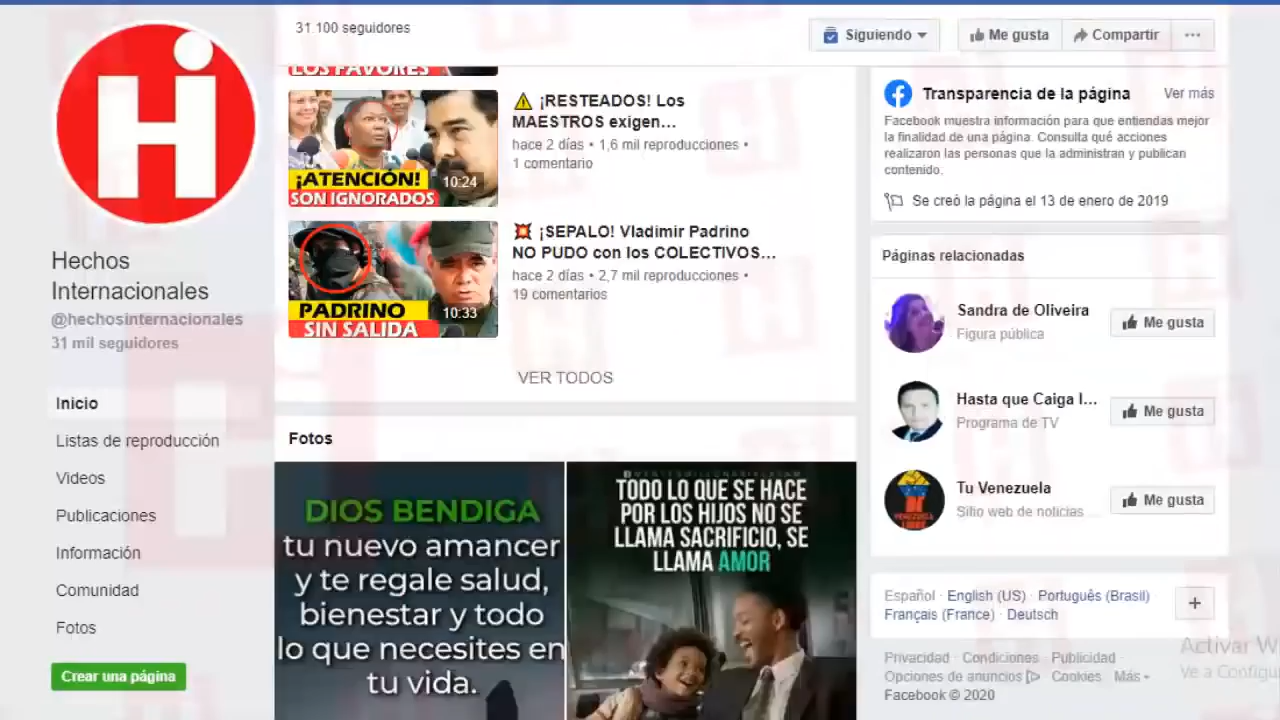 31.100 seguidores
Siguiendo
Me gusta
Compartir
Hi
Hechos
Internacionales
@hechosinternacionales
31 mil seguidores
Inicio
Listas de reproducción
Videos
Publicaciones
Información
Comunidad
Fotos
Crear una página
LOS FAVORES
¡ATENCIÓN!
SON IGNORADOS
10:24
⚠ ¡RESTEADOS! Los
MAESTROS exigen...
hace 2 días • 1,6 mil reproducciones •
1 comentario
PADRINO
SIN SALIDA
10:33
💥 ¡SEPALO! Vladimir Padrino
NO PUDO con los COLECTIVOS...
hace 2 días • 2,7 mil reproducciones •
19 comentarios
VER TODOS
Fotos
DIOS BENDIGA
tu nuevo amancer
y te regale salud,
bienestar y todo
lo que necesites en
tu vida.
TODO LO QUE SE HACE
POR LOS HIJOS NO SE
LLAMA SACRIFICIO, SE
LLAMA AMOR
Transparencia de la página
Ver más
Facebook muestra información para que entiendas mejor
la finalidad de una página. Consulta qué acciones
realizaron las personas que la administran y publican
contenido.
Se creó la página el 13 de enero de 2019
Páginas relacionadas
Sandra de Oliveira
Figura pública
Me gusta
Hasta que Caiga l...
Programa de TV
Me gusta
Tu Venezuela
Sitio web de noticias ...
Me gusta
VENEZUELA
Español · English (US) · Português (Brasil)
Français (France) · Deutsch
Privacidad · Condiciones · Publicidad ·
Opciones de anuncios · Cookies · Más
Facebook © 2020
Activar W
Ve a Configu